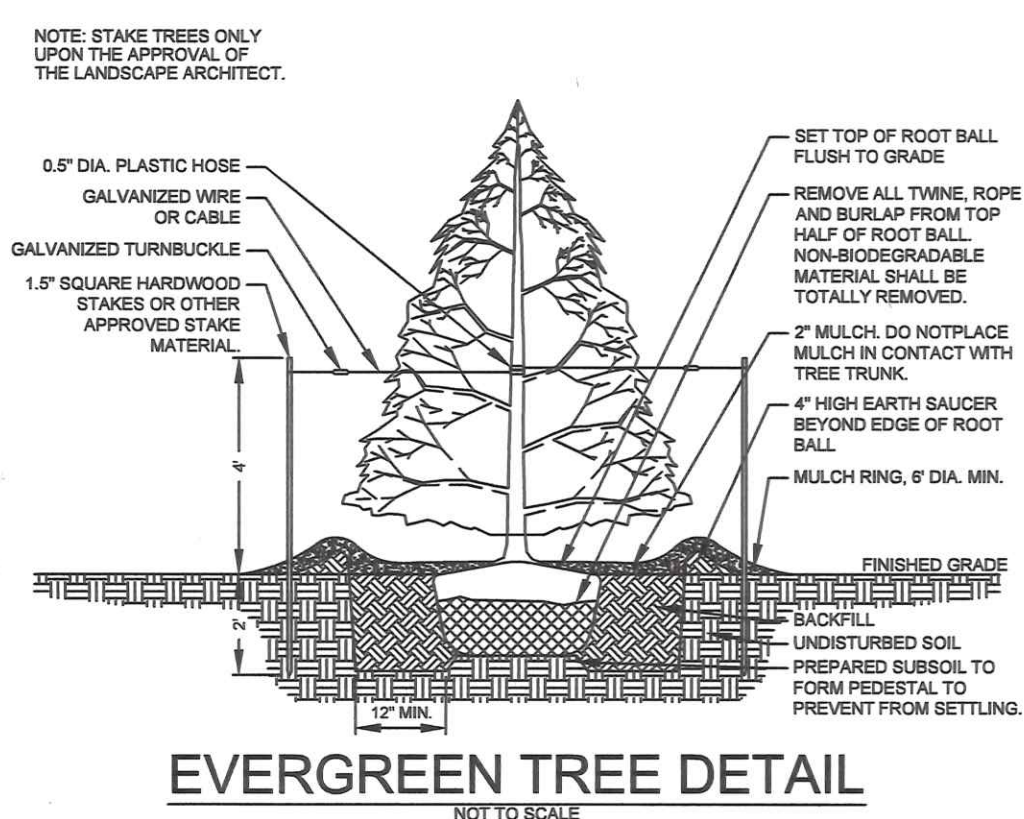 NOTE: STAKE TREES ONLY
UPON THE APPROVAL OF
THE LANDSCAPE ARCHITECT.
0.5" DIA. PLASTIC HOSE
GALVANIZED WIRE
OR CABLE
GALVANIZED TURNBUCKLE
1.5" SQUARE HARDWOOD
STAKES OR OTHER
APPROVED STAKE
MATERIAL.
4'
2'
12" MIN.
SET TOP OF ROOT BALL
FLUSH TO GRADE
REMOVE ALL TWINE, ROPE
AND BURLAP FROM TOP
HALF OF ROOT BALL.
NON-BIODEGRADABLE
MATERIAL SHALL BE
TOTALLY REMOVED.
2" MULCH. DO NOTPLACE
MULCH IN CONTACT WITH
TREE TRUNK.
4" HIGH EARTH SAUCER
BEYOND EDGE OF ROOT
BALL
MULCH RING, 6' DIA. MIN.
FINISHED GRADE
BACKFILL
UNDISTURBED SOIL
PREPARED SUBSOIL TO
FORM PEDESTAL TO
PREVENT FROM SETTLING.
EVERGREEN TREE DETAIL
NOT TO SCALE